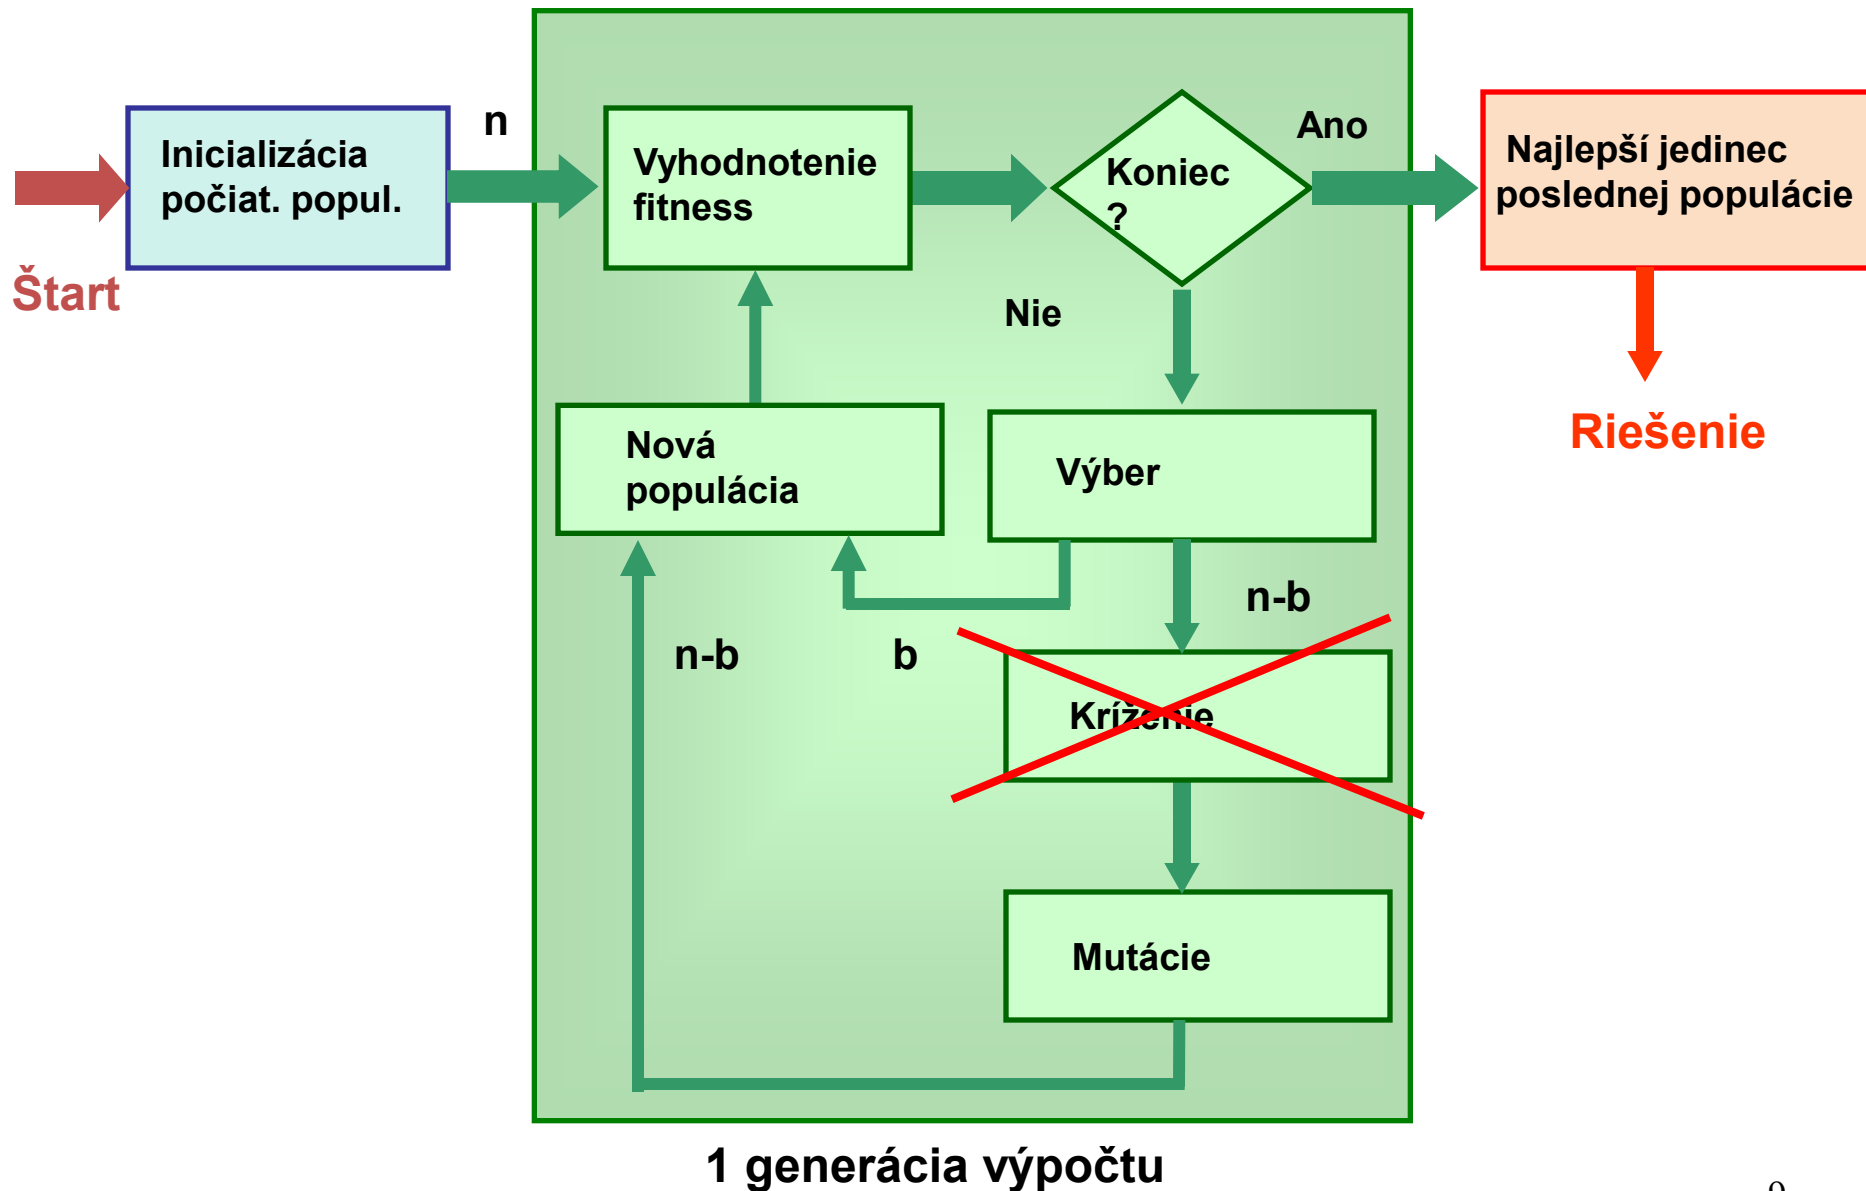 Štart
Inicializácia
počiat. popul.
n
Vyhodnotenie
fitness
Koniec
?
Ano
Najlepší jedinec
poslednej populácie
Riešenie
Nie
Nová
populácia
Výber
n-b
b
n-b
Kríženie
Mutácie
1 generácia výpočtu